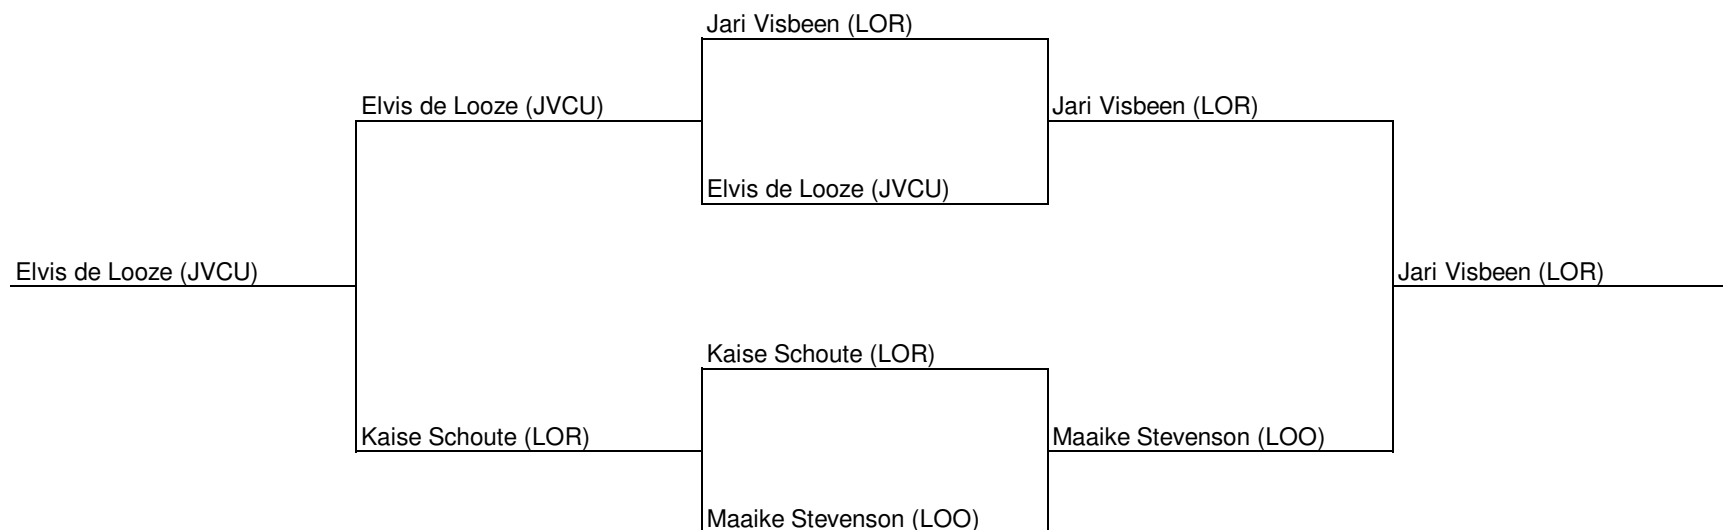 Jari Visbeen (LOR)
Elvis de Looze (JVCU)
Jari Visbeen (LOR)
Elvis de Looze (JVCU)
Elvis de Looze (JVCU)
Jari Visbeen (LOR)
Kaise Schoute (LOR)
Kaise Schoute (LOR)
Maaike Stevenson (LOO)
Maaike Stevenson (LOO)